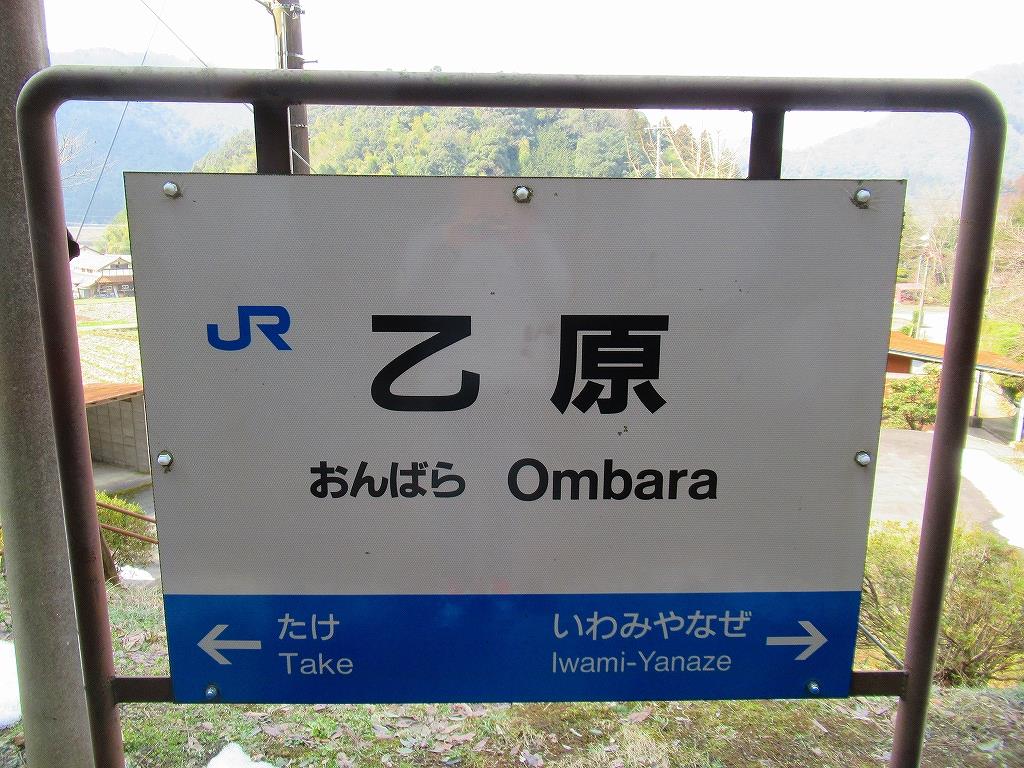 JR 乙原
おんばら Ombara
← たけ いわみやなぜ →
Take Iwami-Yanaze